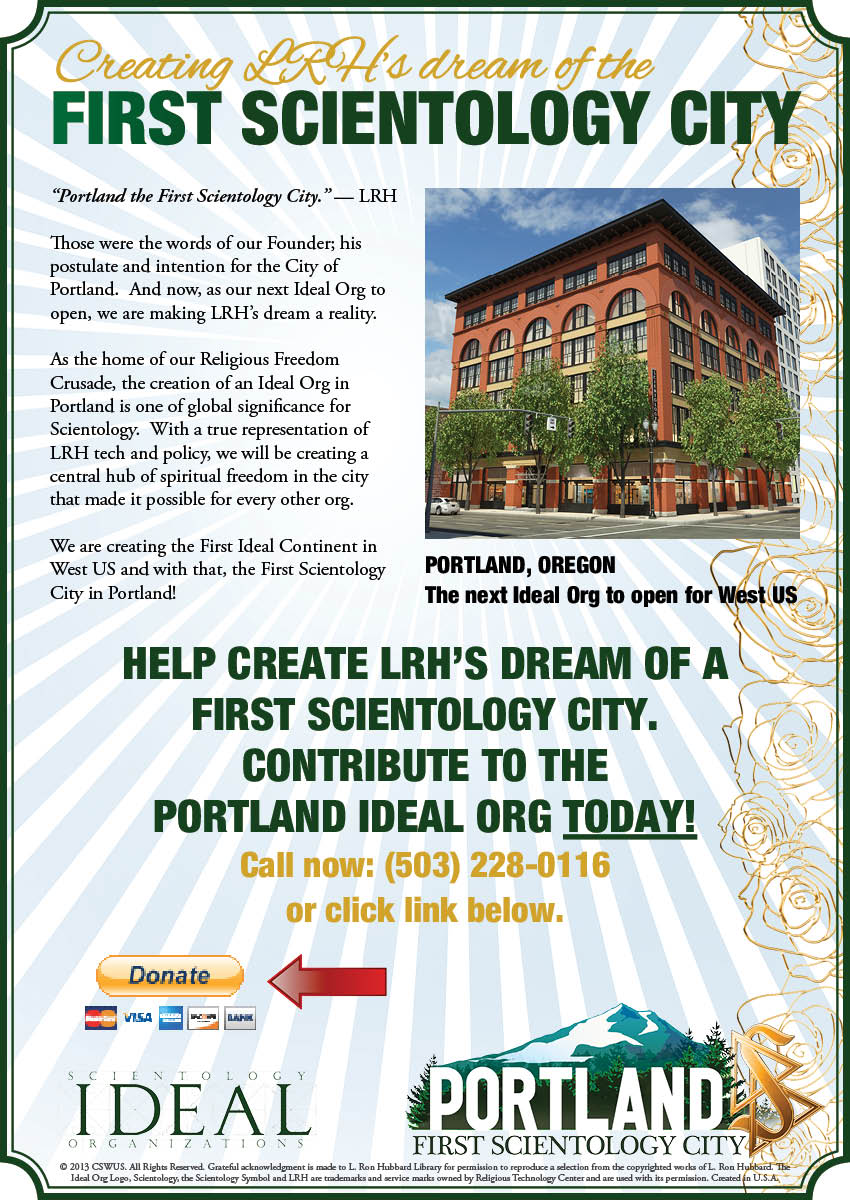 Creating LRH's dream of the
FIRST SCIENTOLOGY CITY
“Portland the First Scientology City.” — LRH
Those were the words of our Founder; his
postulate and intention for the City of
Portland.  And now, as our next Ideal Org to
open, we are making LRH’s dream a reality.
As the home of our Religious Freedom
Crusade, the creation of an Ideal Org in
Portland is one of global significance for
Scientology.  With a true representation of
LRH tech and policy, we will be creating a
central hub of spiritual freedom in the city
that made it possible for every other org.
We are creating the First Ideal Continent in
West US and with that, the First Scientology
City in Portland!
PORTLAND, OREGON
The next Ideal Org to open for West US
HELP CREATE LRH’S DREAM OF A
FIRST SCIENTOLOGY CITY.
CONTRIBUTE TO THE
PORTLAND IDEAL ORG TODAY!
Call now: (503) 228-0116
or click link below.
Donate
VISA
BANK
SCIENTOLOGY
IDEAL
ORGANIZATIONS
PORTLAND
FIRST SCIENTOLOGY CITY
© 2013 CSWUS. All Rights Reserved. Grateful acknowledgment is made to L. Ron Hubbard Library for permission to reproduce a selection from the copyrighted works of L. Ron Hubbard. The
Ideal Org Logo, Scientology, the Scientology Symbol and LRH are trademarks and service marks owned by Religious Technology Center and are used with its permission. Created in U.S.A.